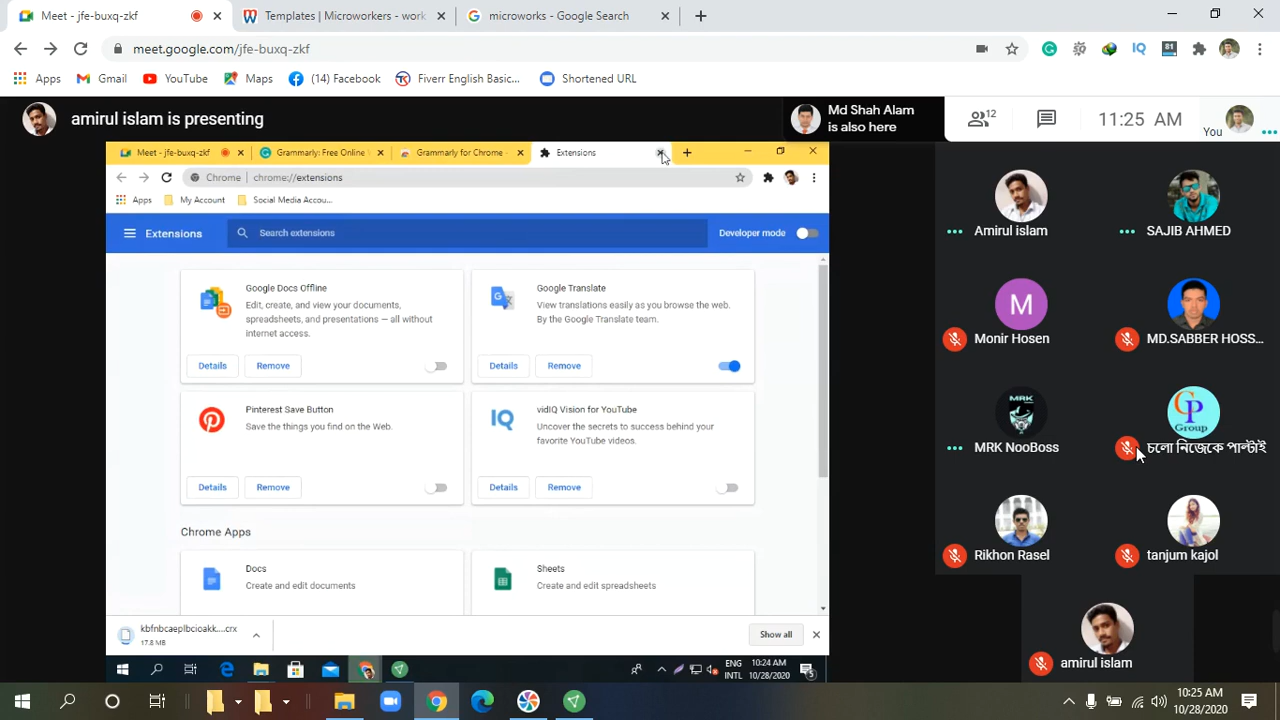 Meet - jfe-buxq-zkf
Templates | Microworkers - work
microworks - Google Search
meet.google.com/jfe-buxq-zkf
81
Apps
Gmail
YouTube
Maps
(14) Facebook
Fiverr English Basic...
Shortened URL
amirul islam is presenting
Md Shah Alam
is also here
12
11:25 AM
You
Meet - jfe-buxq-zkf
Grammarly: Free Online
Grammarly for Chrome -
Extensions
Chrome | chrome://extensions
Apps
My Account
Social Media Accou...
Extensions
Search extensions
Developer mode
Google Docs Offline
Edit, create, and view your documents,
spreadsheets, and presentations — all without
internet access.
Details
Remove
Google Translate
View translations easily as you browse the web.
By the Google Translate team.
Details
Remove
Pinterest Save Button
Save the things you find on the Web.
Details
Remove
IQ
vidIQ Vision for YouTube
Uncover the secrets to success behind your
favorite YouTube videos.
Details
Remove
Chrome Apps
Docs
Create and edit documents
Sheets
Create and edit spreadsheets
kbfnbcaeplbcioakk....crx
17.8 MB
Show all
ENG
INTL
10:24 AM
10/28/2020
5
Amirul islam
SAJIB AHMED
M
Monir Hosen
MD.SABBER HOSS...
MRK
MRK NooBoss
CP
Group
চলো নিজেকে পাল্টাই
Rikhon Rasel
tanjum kajol
amirul islam
10:25 AM
10/28/2020